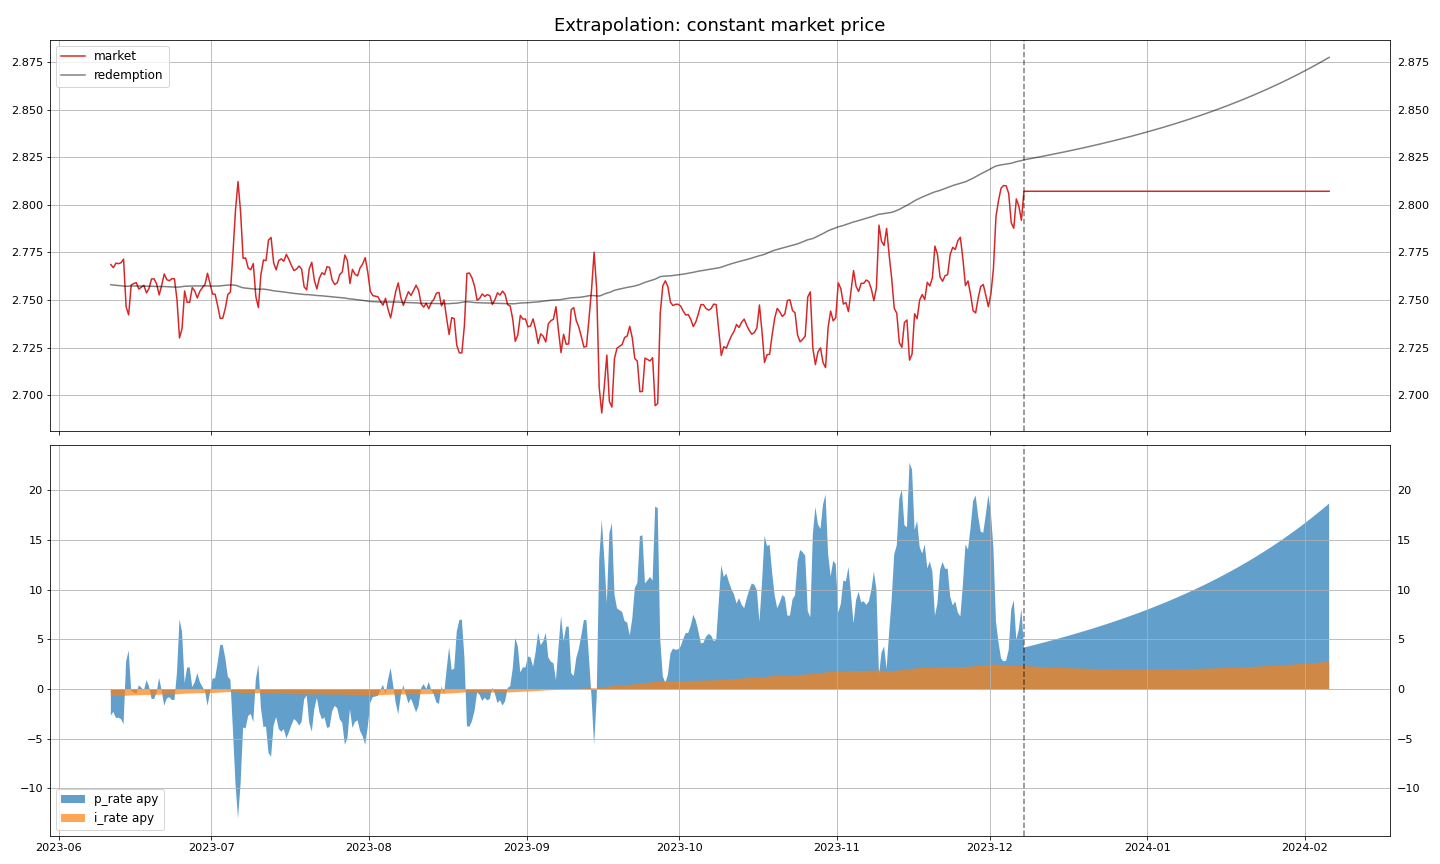 Extrapolation: constant market price
market
redemption
2.875 2.875
2.850 2.850
2.825 2.825
2.800 2.800
2.775 2.775
2.750 2.750
2.725 2.725
2.700 2.700
20 20
15 15
10 10
5 5
0 0
−5 −5
−10 −10
p_rate apy
i_rate apy
2023-06 2023-07 2023-08 2023-09 2023-10 2023-11 2023-12 2024-01 2024-02